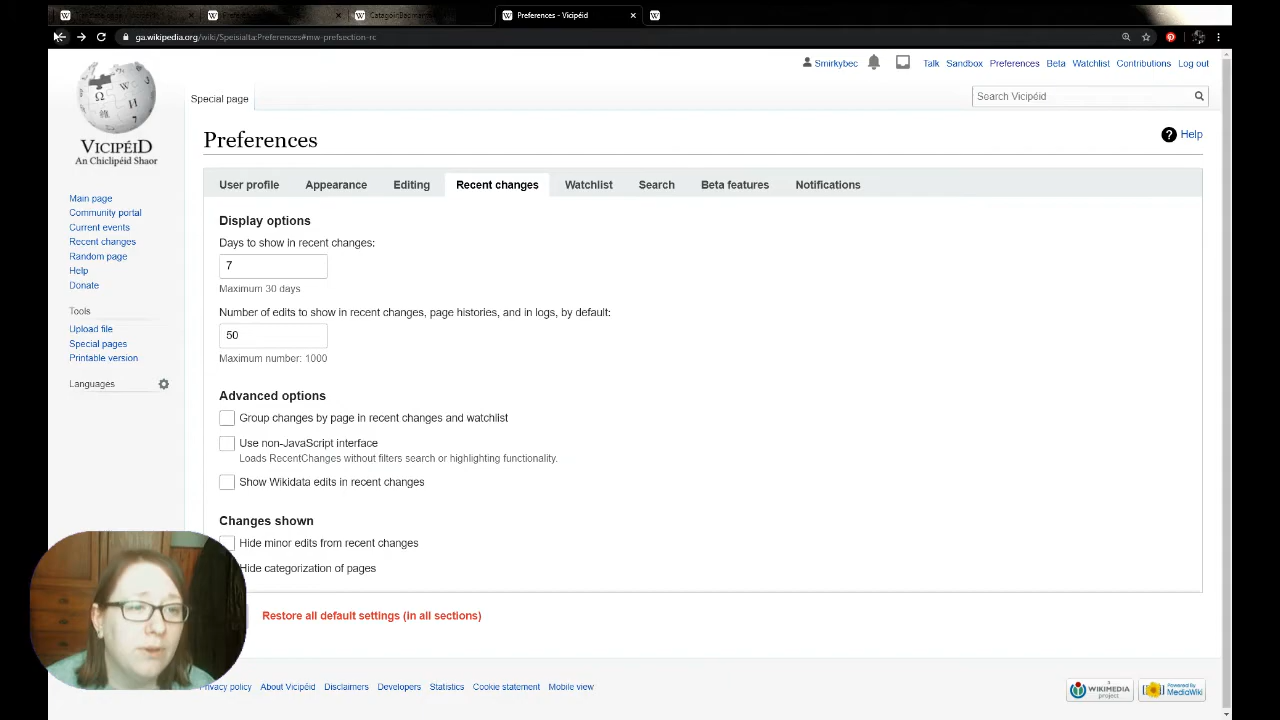 Preferences - Vicipéid
ga.wikipedia.org/wiki/Speisialta:Preferences#mw-prefsection-rc
Smirkybec Talk Sandbox Preferences Beta Watchlist Contributions Log out
Special page
Search Vicipéid
VICIPÉID
An Chiclipéid Shaor
Preferences
Help
User profile Appearance Editing Recent changes Watchlist Search Beta features Notifications
Main page
Community portal
Current events
Recent changes
Random page
Help
Donate
Tools
Upload file
Special pages
Printable version
Languages
Display options
Days to show in recent changes:
7
Maximum 30 days
Number of edits to show in recent changes, page histories, and in logs, by default:
50
Maximum number: 1000
Advanced options
Group changes by page in recent changes and watchlist
Use non-JavaScript interface
Loads RecentChanges without filters search or highlighting functionality.
Show Wikidata edits in recent changes
Changes shown
Hide minor edits from recent changes
Hide categorization of pages
Restore all default settings (in all sections)
Privacy policy About Vicipéid Disclaimers Developers Statistics Cookie statement Mobile view
A WIKIMEDIA project
Powered By MediaWiki